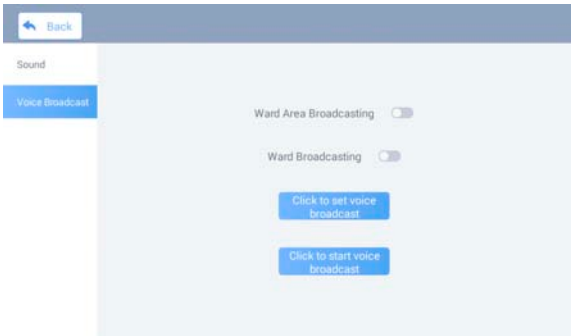 Back
Sound
Voice Broadcast
Ward Area Broadcasting
Ward Broadcasting
Click to set voice
broadcast
Click to start voice
broadcast